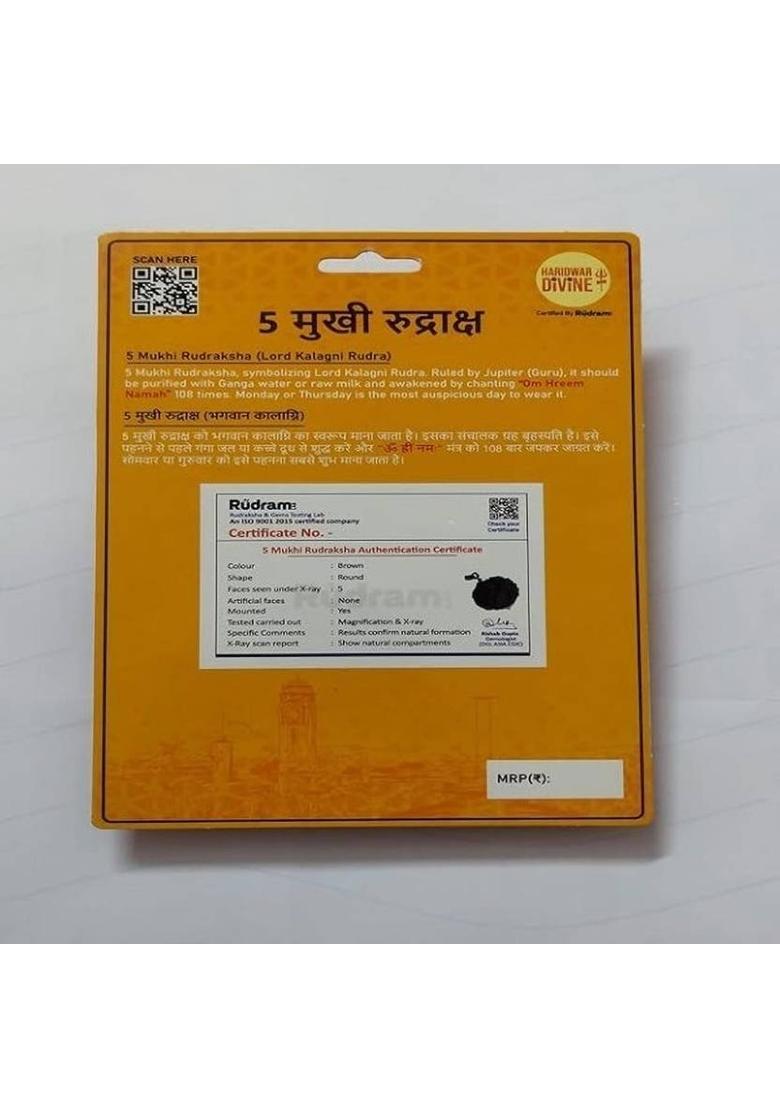 SCAN HERE
HARIDWAR
DIVINE
Certified By Rudram
5 मुखी रुद्राक्ष
5 Mukhi Rudraksha (Lord Kalagni Rudra)
5 Mukhi Rudraksha, symbolizing Lord Kalagni Rudra. Ruled by Jupiter (Guru), it should
be purified with Ganga water or raw milk and awakened by chanting "Om Hreem
Namah" 108 times. Monday or Thursday is the most auspicious day to wear it.
5 मुखी रुद्राक्ष (भगवान कालाग्नि)
5 मुखी रुद्राक्ष को भगवान कालाग्नि का स्वरूप माना जाता है। इसका संचालक ग्रह बृहस्पति है। इसे
पहनने से पहले गंगा जल या कच्चे दूध से शुद्ध करें और "ॐ ह्रीं नमः" मंत्र को 108 बार जपकर जाग्रत करें।
सोमवार या गुरुवार को इसे पहनना सबसे शुभ माना जाता है।
Rudram
Rudraksha & Gems Testing Lab
An ISO 9001 2015 certified company
Check your
Certificate
Certificate No. -
5 Mukhi Rudraksha Authentication Certificate
Colour : Brown
Shape : Round
Faces seen under X-ray : 5
Artificial faces : None
Mounted : Yes
Tested carried out : Magnification & X-ray
Specific Comments : Results confirm natural formation
X-Ray scan report : Show natural compartments
Rudram
Rishab Gupta
Gemologist
MRP(₹):